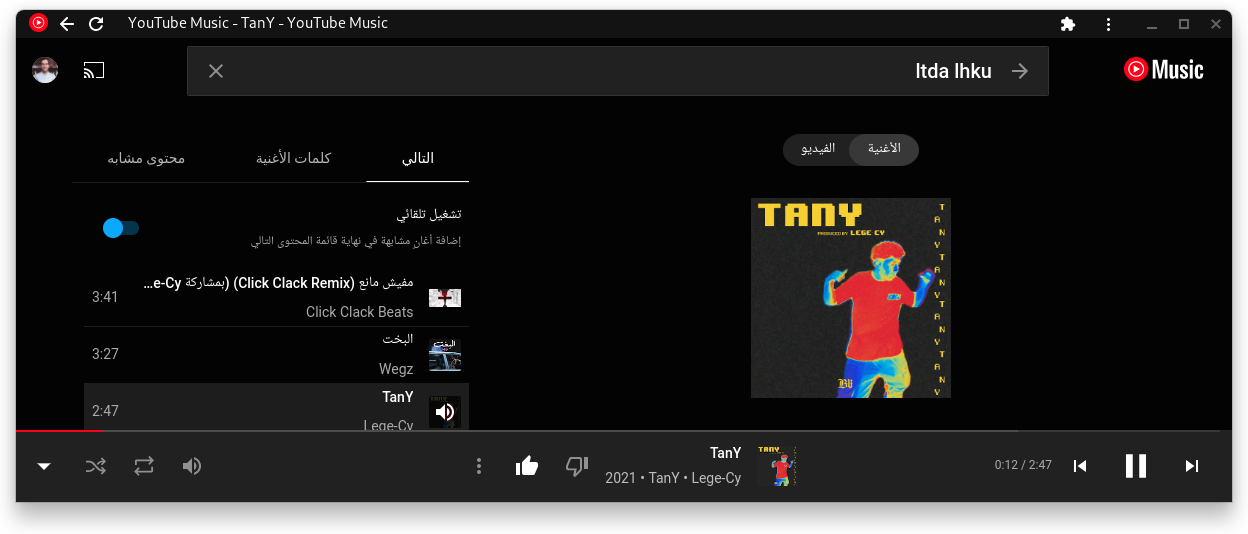 YouTube Music - TanY - YouTube Music
ltda lhku
Music
الأغنية
الفيديو
التالي
كلمات الأغنية
محتوى مشابه
تشغيل تلقائي
إضافة أغانٍ مشابهة في نهاية قائمة المحتوى التالي
مفيش مانع (Click Clack Remix) (بمشاركة e-Cy...
Click Clack Beats
3:41
البخت
Wegz
3:27
TanY
Lege-Cy
2:47
TANY
PRODUCED BY LEGE CY
TANYTANYTANYTANY
TanY
2021 • TanY • Lege-Cy
0:12 / 2:47